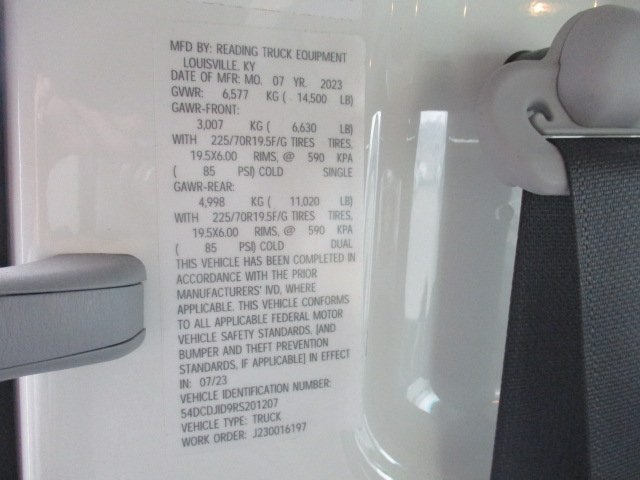 MFD BY: READING TRUCK EQUIPMENT
LOUISVILLE, KY
DATE OF MFR: MO. 07 YR. 2023
GVWR: 6,577 KG ( 14,500 LB)
GAWR-FRONT:
3,007 KG ( 6,630 LB)
WITH 225/70R19.5F/G TIRES TIRES,
19.5X6.00 RIMS, @ 590 KPA
( 85 PSI) COLD SINGLE
GAWR-REAR:
4,998 KG ( 11,020 LB)
WITH 225/70R19.5F/G TIRES TIRES,
19.5X6.00 RIMS, @ 590 KPA
( 85 PSI) COLD DUAL
THIS VEHICLE HAS BEEN COMPLETED IN
ACCORDANCE WITH THE PRIOR
MANUFACTURERS' IVD, WHERE
APPLICABLE. THIS VEHICLE CONFORMS
TO ALL APPLICABLE FEDERAL MOTOR
VEHICLE SAFETY STANDARDS, [AND
BUMPER AND THEFT PREVENTION
STANDARDS, IF APPLICABLE] IN EFFECT
IN: 07/23
VEHICLE IDENTIFICATION NUMBER:
54DCDJID9RS201207
VEHICLE TYPE: TRUCK
WORK ORDER: J230016197